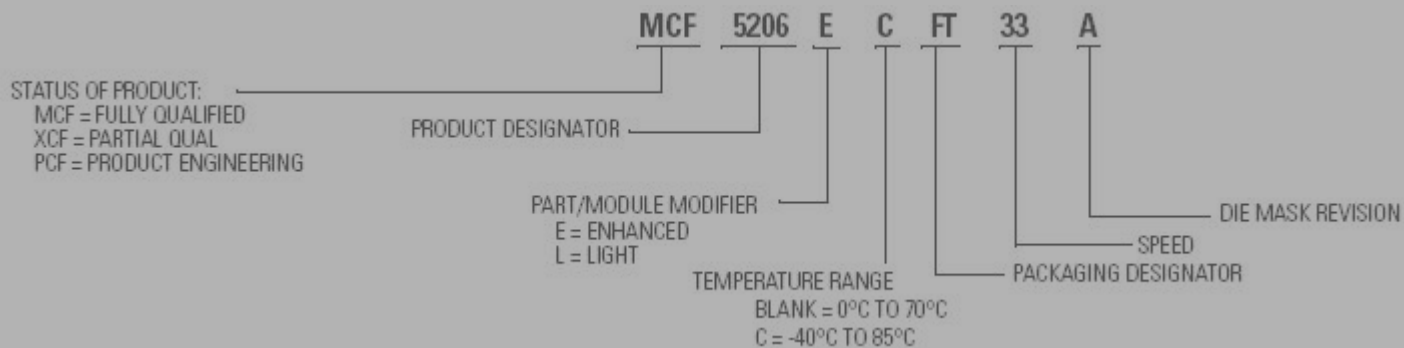 MCF 5206 E C FT 33 A
STATUS OF PRODUCT:
MCF = FULLY QUALIFIED
XCF = PARTIAL QUAL
PCF = PRODUCT ENGINEERING
PRODUCT DESIGNATOR
PART/MODULE MODIFIER
E = ENHANCED
L = LIGHT
TEMPERATURE RANGE
BLANK = 0°C TO 70°C
C = -40°C TO 85°C
PACKAGING DESIGNATOR
SPEED
DIE MASK REVISION